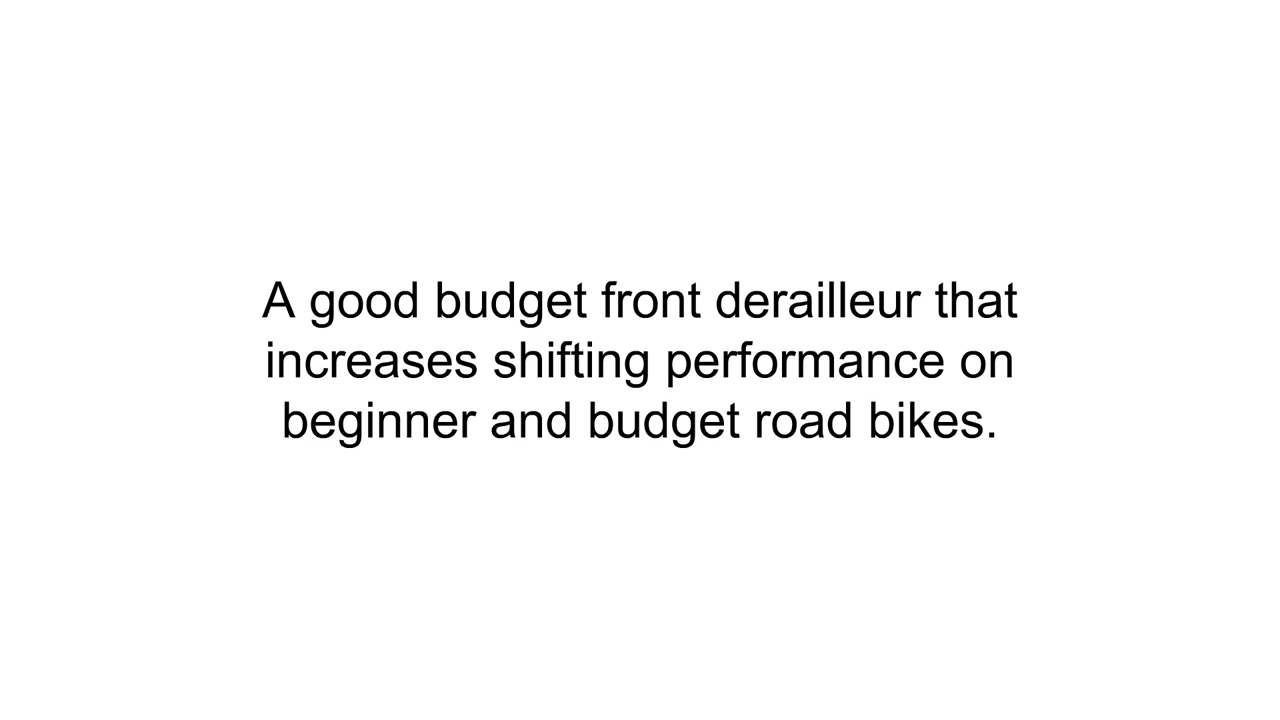 A good budget front derailleur that
increases shifting performance on
beginner and budget road bikes.